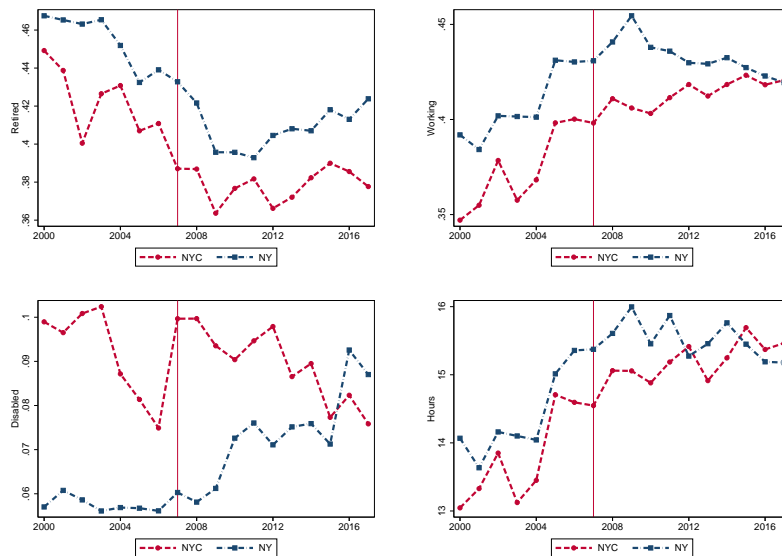 Retired
.46
.44
.42
.4
.38
.36
2000 2004 2008 2012 2016
NYC NY
Working
.45
.4
.35
2000 2004 2008 2012 2016
NYC NY
Disabled
.1
.09
.08
.07
.06
2000 2004 2008 2012 2016
NYC NY
Hours
16
15
14
13
2000 2004 2008 2012 2016
NYC NY